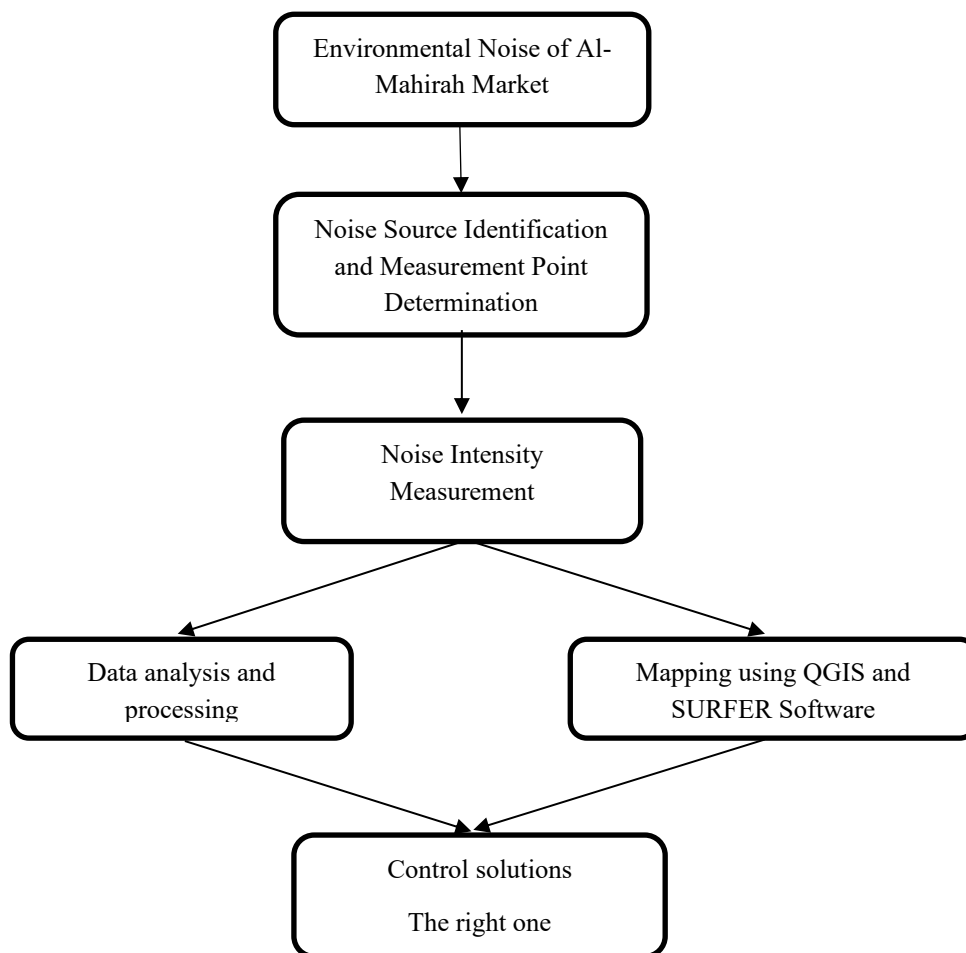 Environmental Noise of Al-
Mahirah Market
Noise Source Identification
and Measurement Point
Determination
Noise Intensity
Measurement
Data analysis and
processing
Mapping using QGIS and
SURFER Software
Control solutions
The right one